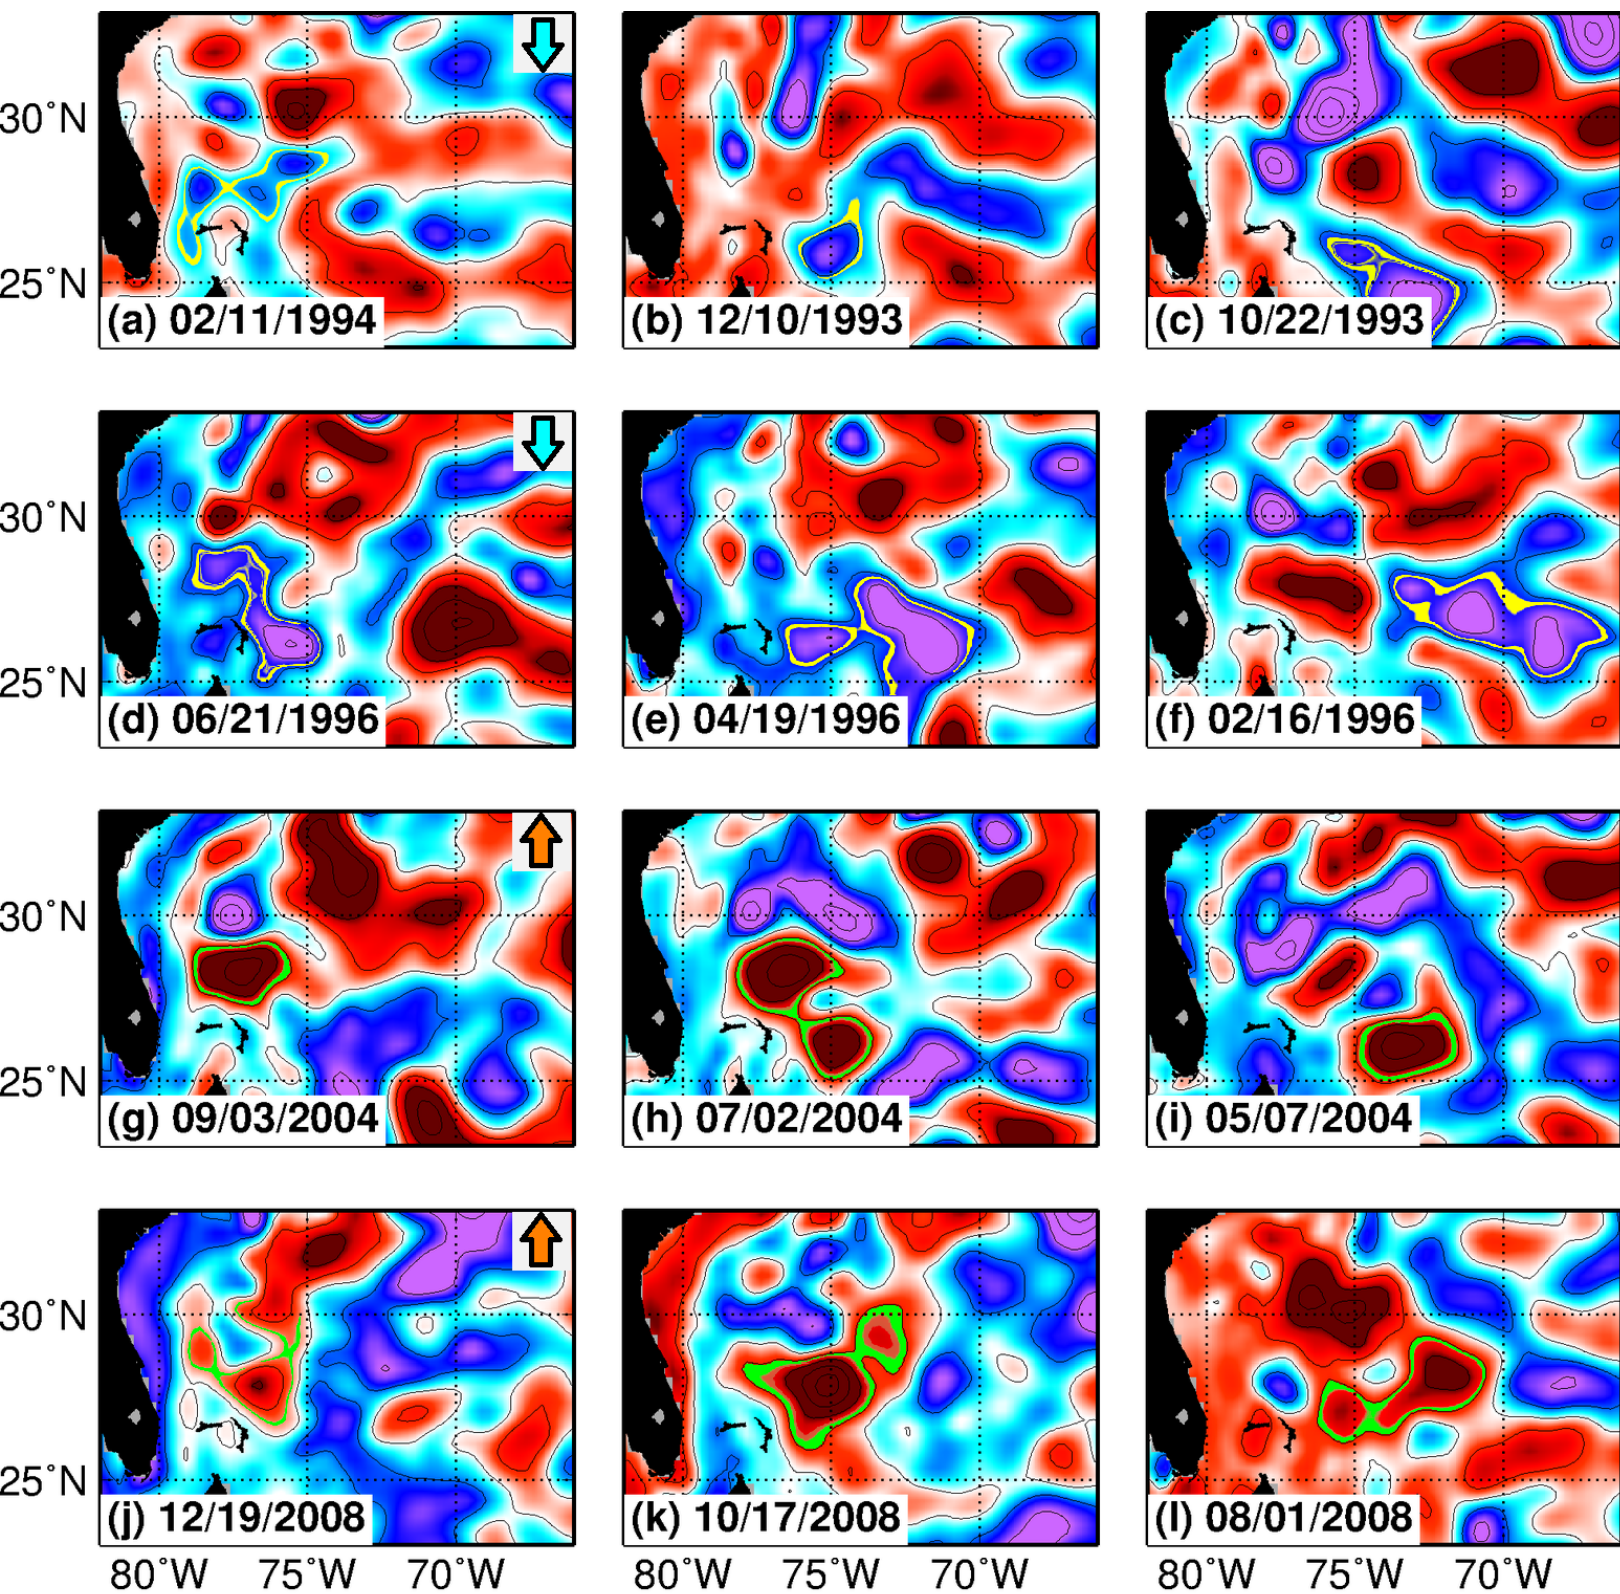 30°N
25°N
(a) 02/11/1994
(b) 12/10/1993
(c) 10/22/1993
30°N
25°N
(d) 06/21/1996
(e) 04/19/1996
(f) 02/16/1996
30°N
25°N
(g) 09/03/2004
(h) 07/02/2004
(i) 05/07/2004
30°N
25°N
(j) 12/19/2008
(k) 10/17/2008
(l) 08/01/2008
80°W 75°W 70°W
80°W 75°W 70°W
80°W 75°W 70°W